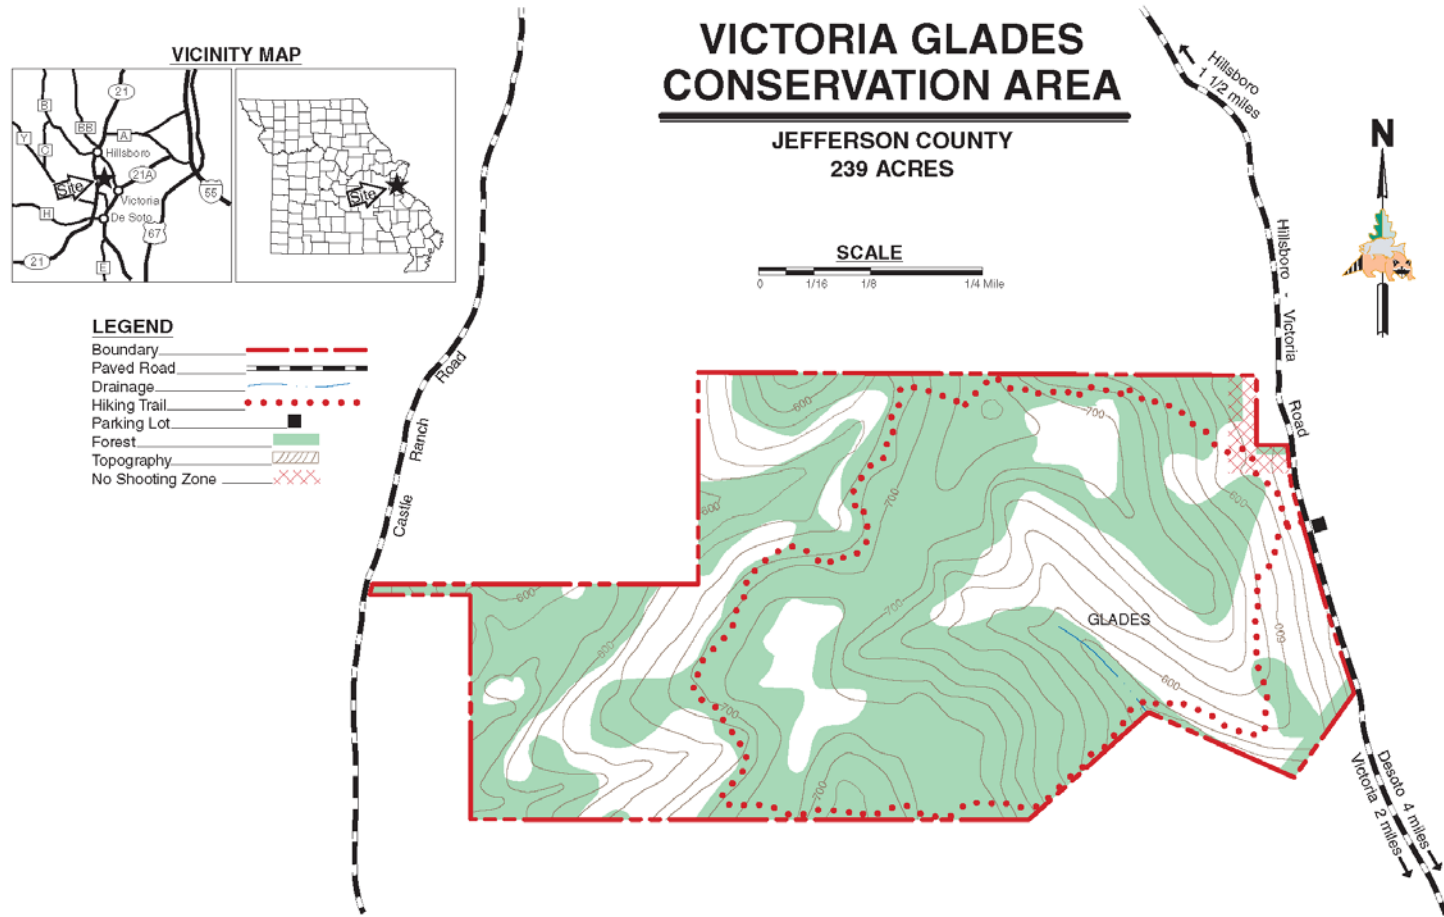 VICTORIA GLADES
CONSERVATION AREA
JEFFERSON COUNTY
239 ACRES
VICINITY MAP
21
B
BB
A
Y
C
Hillsboro
21A
Site
55
Victoria
H
De Soto
67
21
E
Site
SCALE
0 1/16 1/8 1/4 Mile
LEGEND
Boundary
Paved Road
Drainage
Hiking Trail
Parking Lot
Forest
Topography
No Shooting Zone
Castle Ranch Road
Hillsboro
1 1/2 miles
N
Hillsboro - Victoria Road
600
700
600
700
600
600
700
GLADES
600
600
600
700
700
Desoto 4 miles
Victoria 2 miles